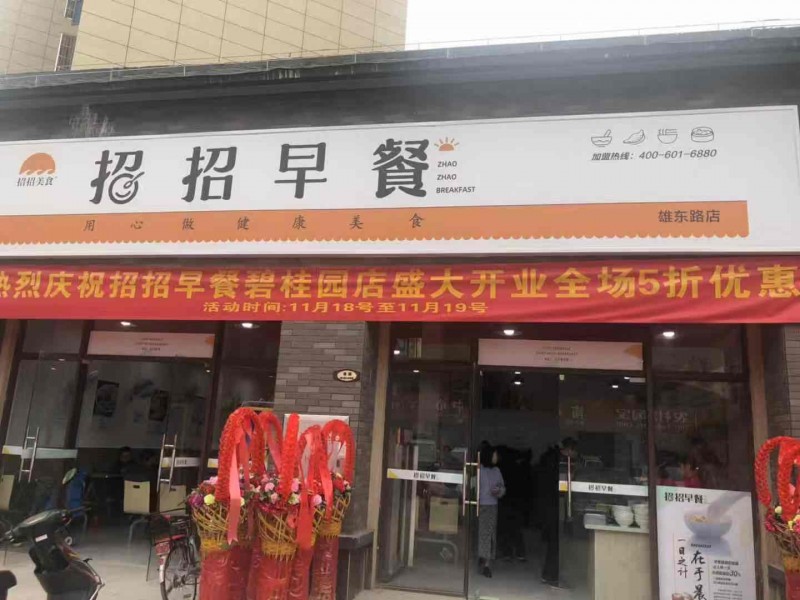 招招美食
招招早餐
ZHAO
ZHAO
BREAKFAST
加盟热线：400-601-6880
用心做健康美食
雄东路店
热烈庆祝招招早餐碧桂园店盛大开业全场5折优惠
活动时间:11月18号至11月19号
招招早餐
招招早餐
招招早餐
一日之计
在于晨